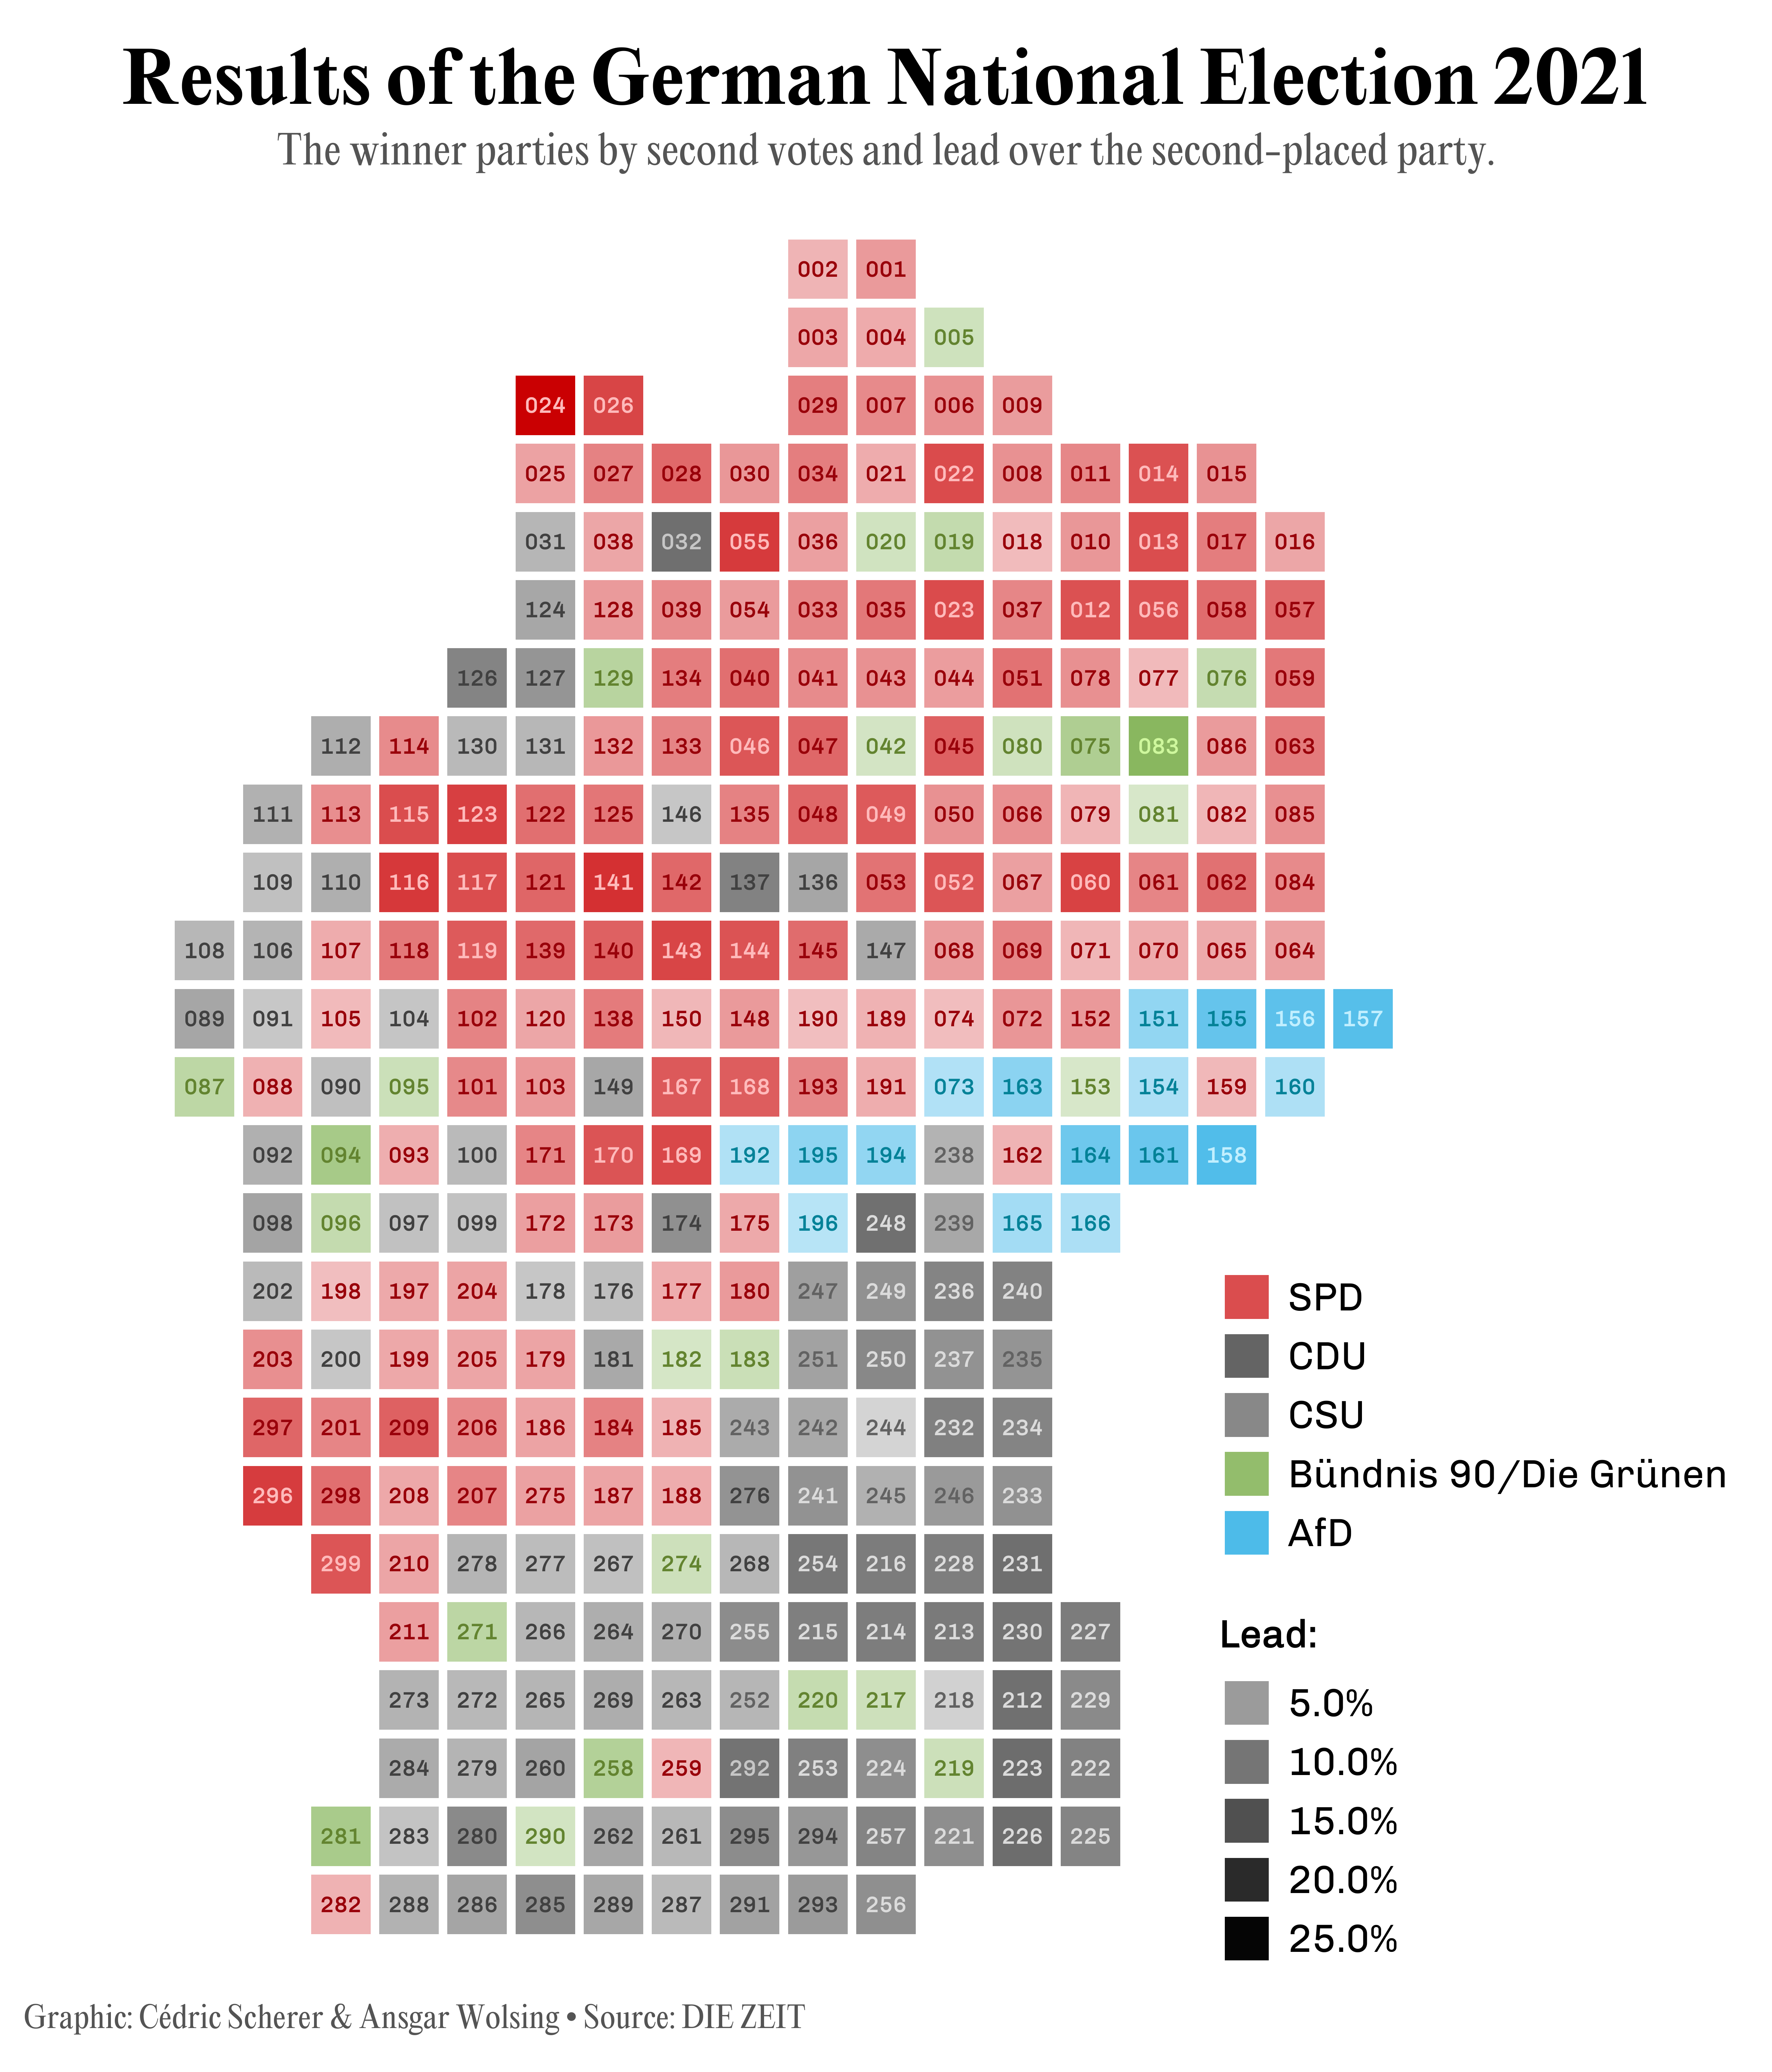 Results of the German National Election 2021
The winner parties by second votes and lead over the second-placed party.
002 001
003 004 005
024 026 029 007 006 009
025 027 028 030 034 021 022 008 011 014 015
031 038 032 055 036 020 019 018 010 013 017 016
124 128 039 054 033 035 023 037 012 056 058 057
126 127 129 134 040 041 043 044 051 078 077 076 059
112 114 130 131 132 133 046 047 042 045 080 075 083 086 063
111 113 115 123 122 125 146 135 048 049 050 066 079 081 082 085
109 110 116 117 121 141 142 137 136 053 052 067 060 061 062 084
108 106 107 118 119 139 140 143 144 145 147 068 069 071 070 065 064
089 091 105 104 102 120 138 150 148 190 189 074 072 152 151 155 156 157
087 088 090 095 101 103 149 167 168 193 191 073 163 153 154 159 160
092 094 093 100 171 170 169 192 195 194 238 162 164 161 158
098 096 097 099 172 173 174 175 196 248 239 165 166
202 198 197 204 178 176 177 180 247 249 236 240
203 200 199 205 179 181 182 183 251 250 237 235
297 201 209 206 186 184 185 243 242 244 232 234
296 298 208 207 275 187 188 276 241 245 246 233
299 210 278 277 267 274 268 254 216 228 231
211 271 266 264 270 255 215 214 213 230 227
273 272 265 269 263 252 220 217 218 212 229
284 279 260 258 259 292 253 224 219 223 222
281 283 280 290 262 261 295 294 257 221 226 225
282 288 286 285 289 287 291 293 256
SPD
CDU
CSU
Bündnis 90/Die Grünen
AfD
Lead:
5.0%
10.0%
15.0%
20.0%
25.0%
Graphic: Cédric Scherer & Ansgar Wolsing • Source: DIE ZEIT